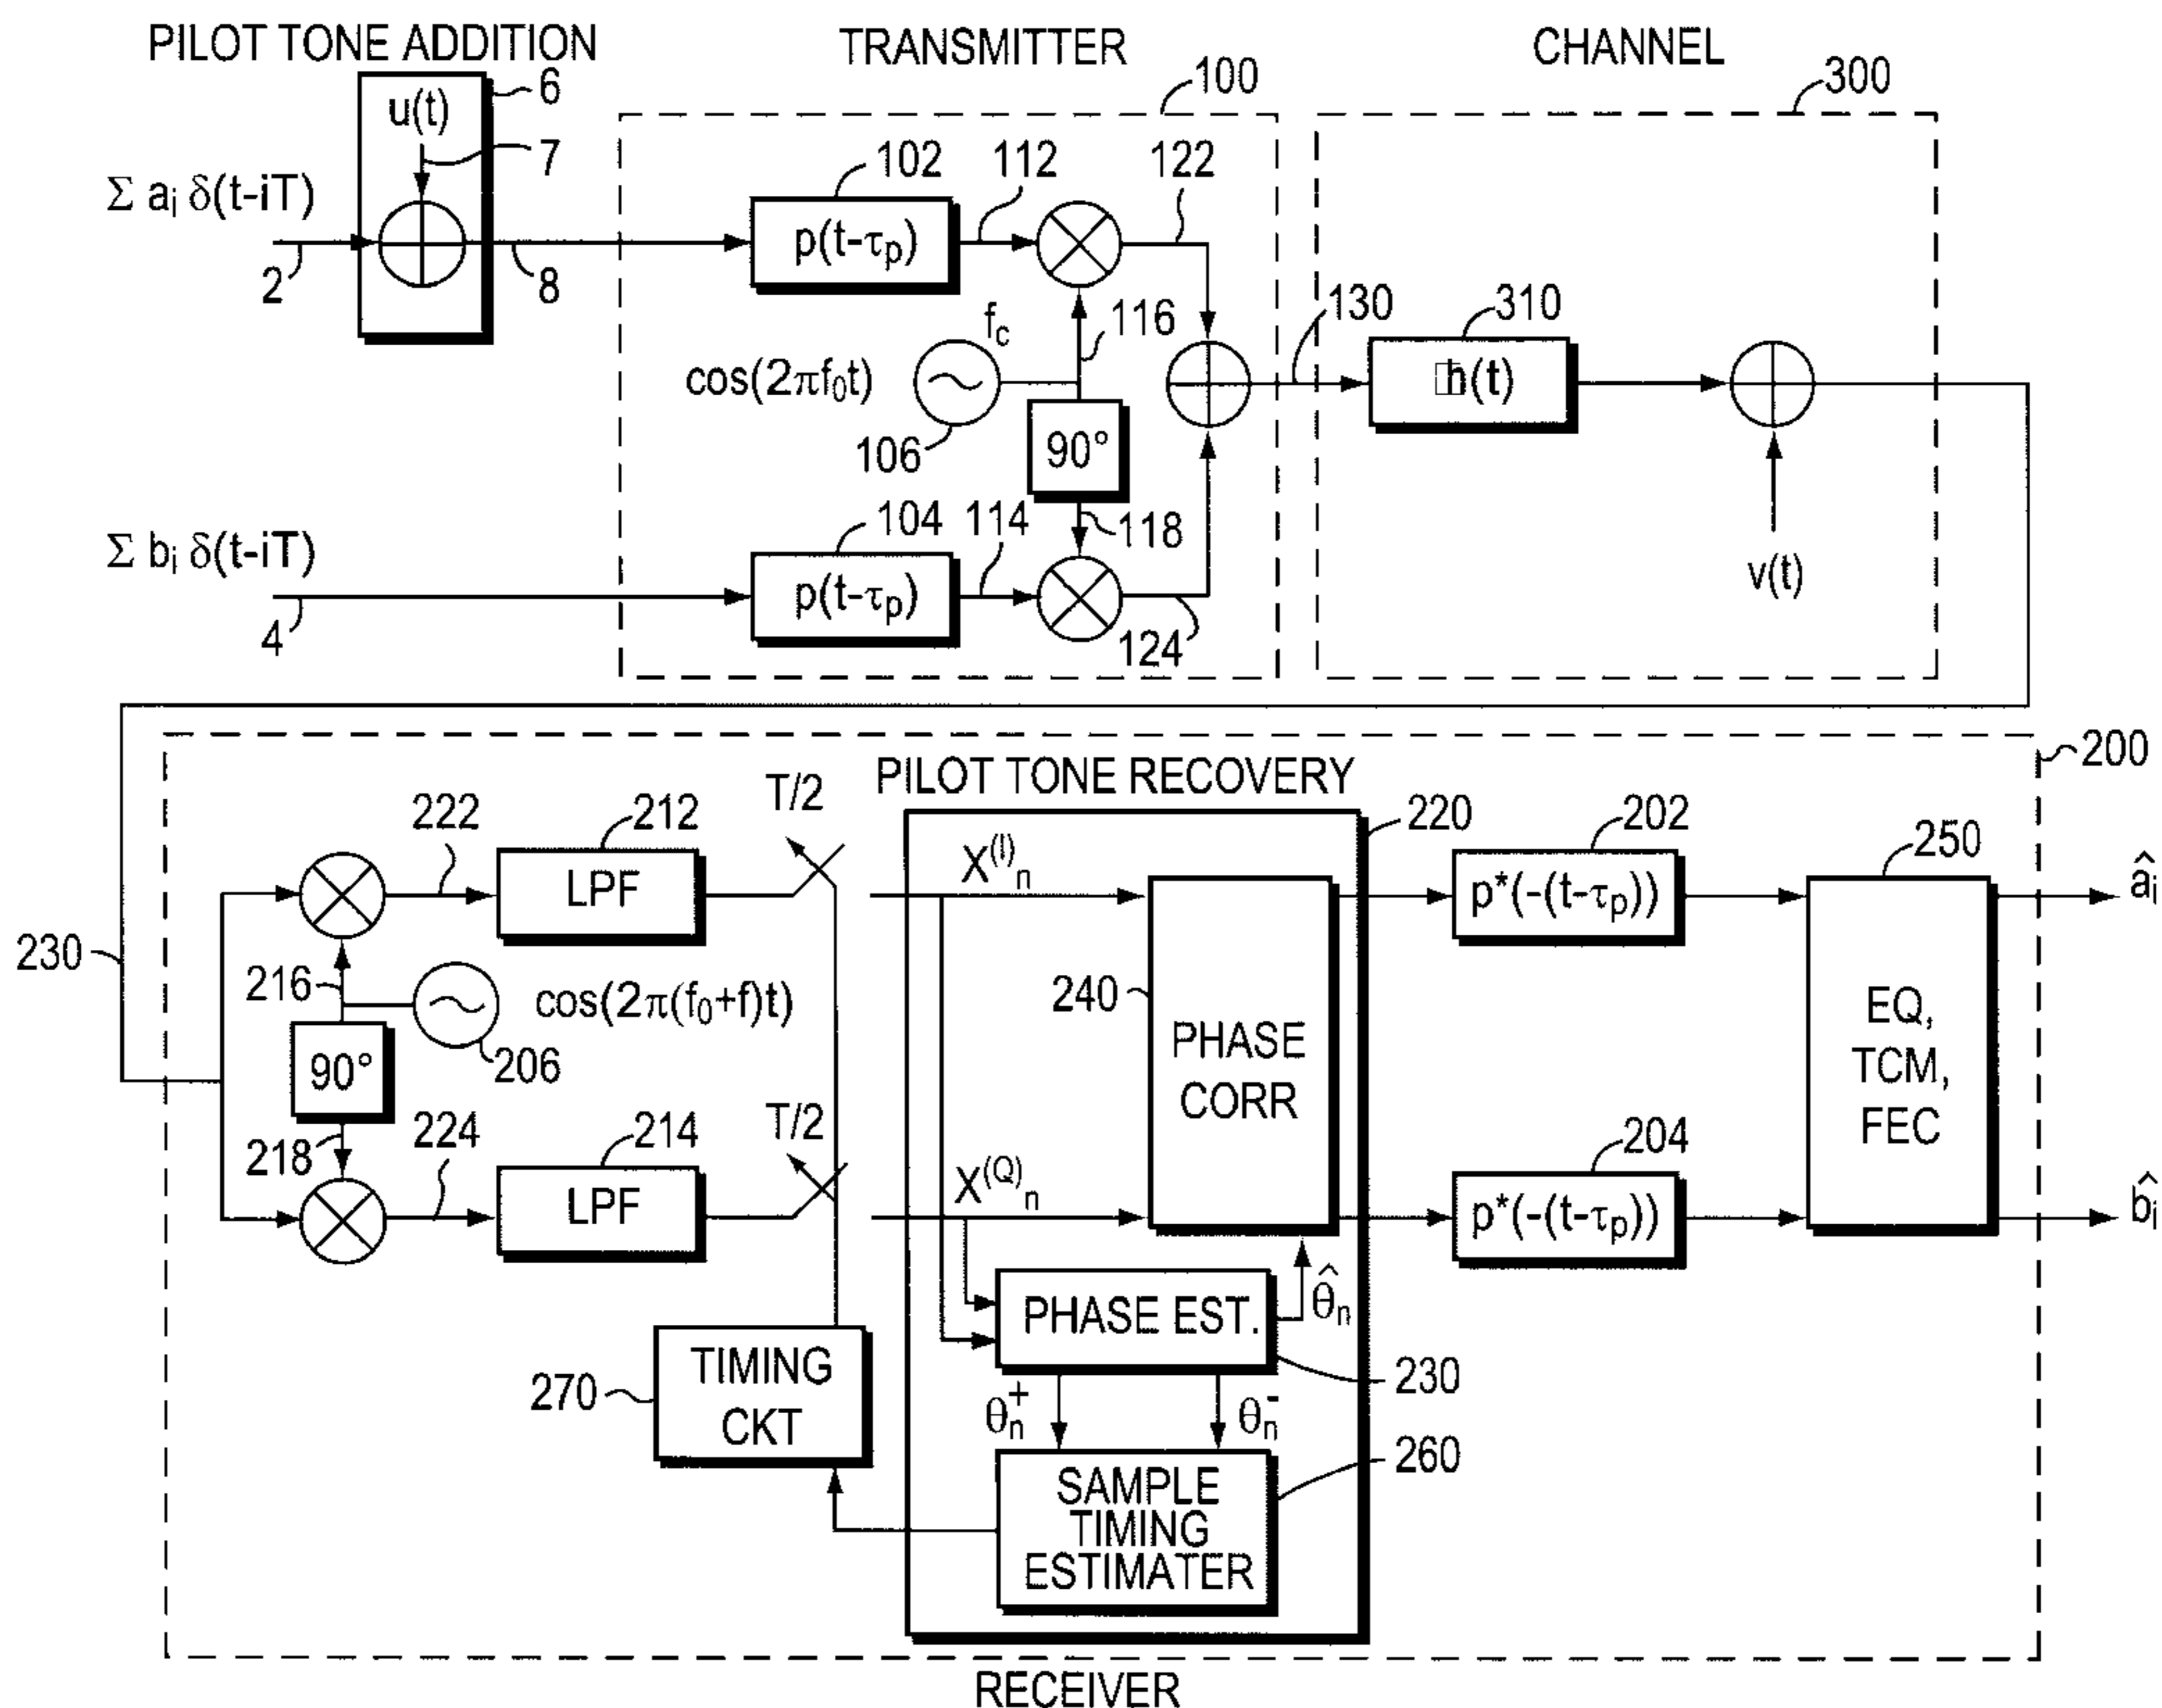 PILOT TONE ADDITION
TRANSMITTER
CHANNEL
6
100
300
u(t)
7
102
112
122
Σ aᵢ δ(t-iT)
p(t-τₚ)
2
8
f_c
116
130
310
cos(2πf₀t)
h(t)
106
90°
104
114
118
Σ bᵢ δ(t-iT)
v(t)
p(t-τₚ)
4
124
200
PILOT TONE RECOVERY
T/2
222
212
220
202
250
X⁽ᴵ⁾ₙ
LPF
p*(-(t-τₚ))
âᵢ
230
216
cos(2π(f₀+f)t)
240
EQ,
TCM,
FEC
90°
206
PHASE
CORR
218
224
214
T/2
204
X^(Q)ₙ
LPF
p*(-(t-τₚ))
b̂ᵢ
PHASE EST.
θ̂ₙ
TIMING
CKT
270
230
θₙ⁺
θₙ⁻
260
SAMPLE
TIMING
ESTIMATER
RECEIVER